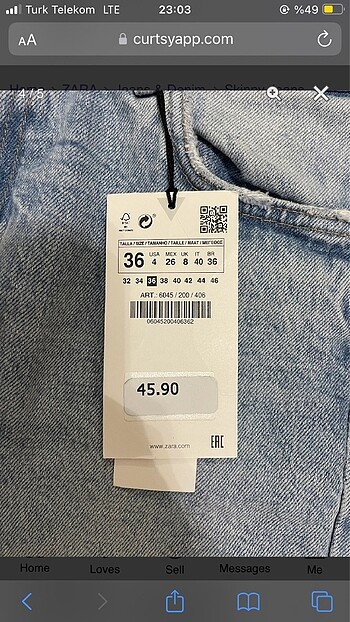 Turk Telekom LTE 23:03 %49
AA curtsyapp.com
4 / 5
TALLA / SIZE / TAMANHO / TAILLE / MAAT / MĒRĪDZE
36 USA 4 MEX 26 UK 8 IT 40 BR 36
32 34 36 38 40 42 44 46
ART.: 6045 / 200 / 406
06045200406362
45.90
www.zara.com EAC
Home Loves Sell Messages Me